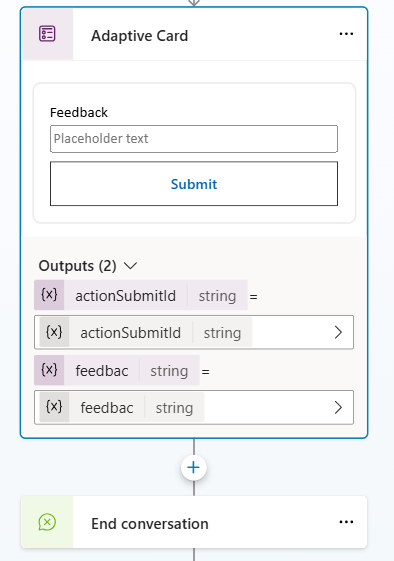 Adaptive Card
Feedback
Placeholder text
Submit
Outputs (2)
{x} actionSubmitId string =
{x} actionSubmitId string
{x} feedbac string =
{x} feedbac string
End conversation